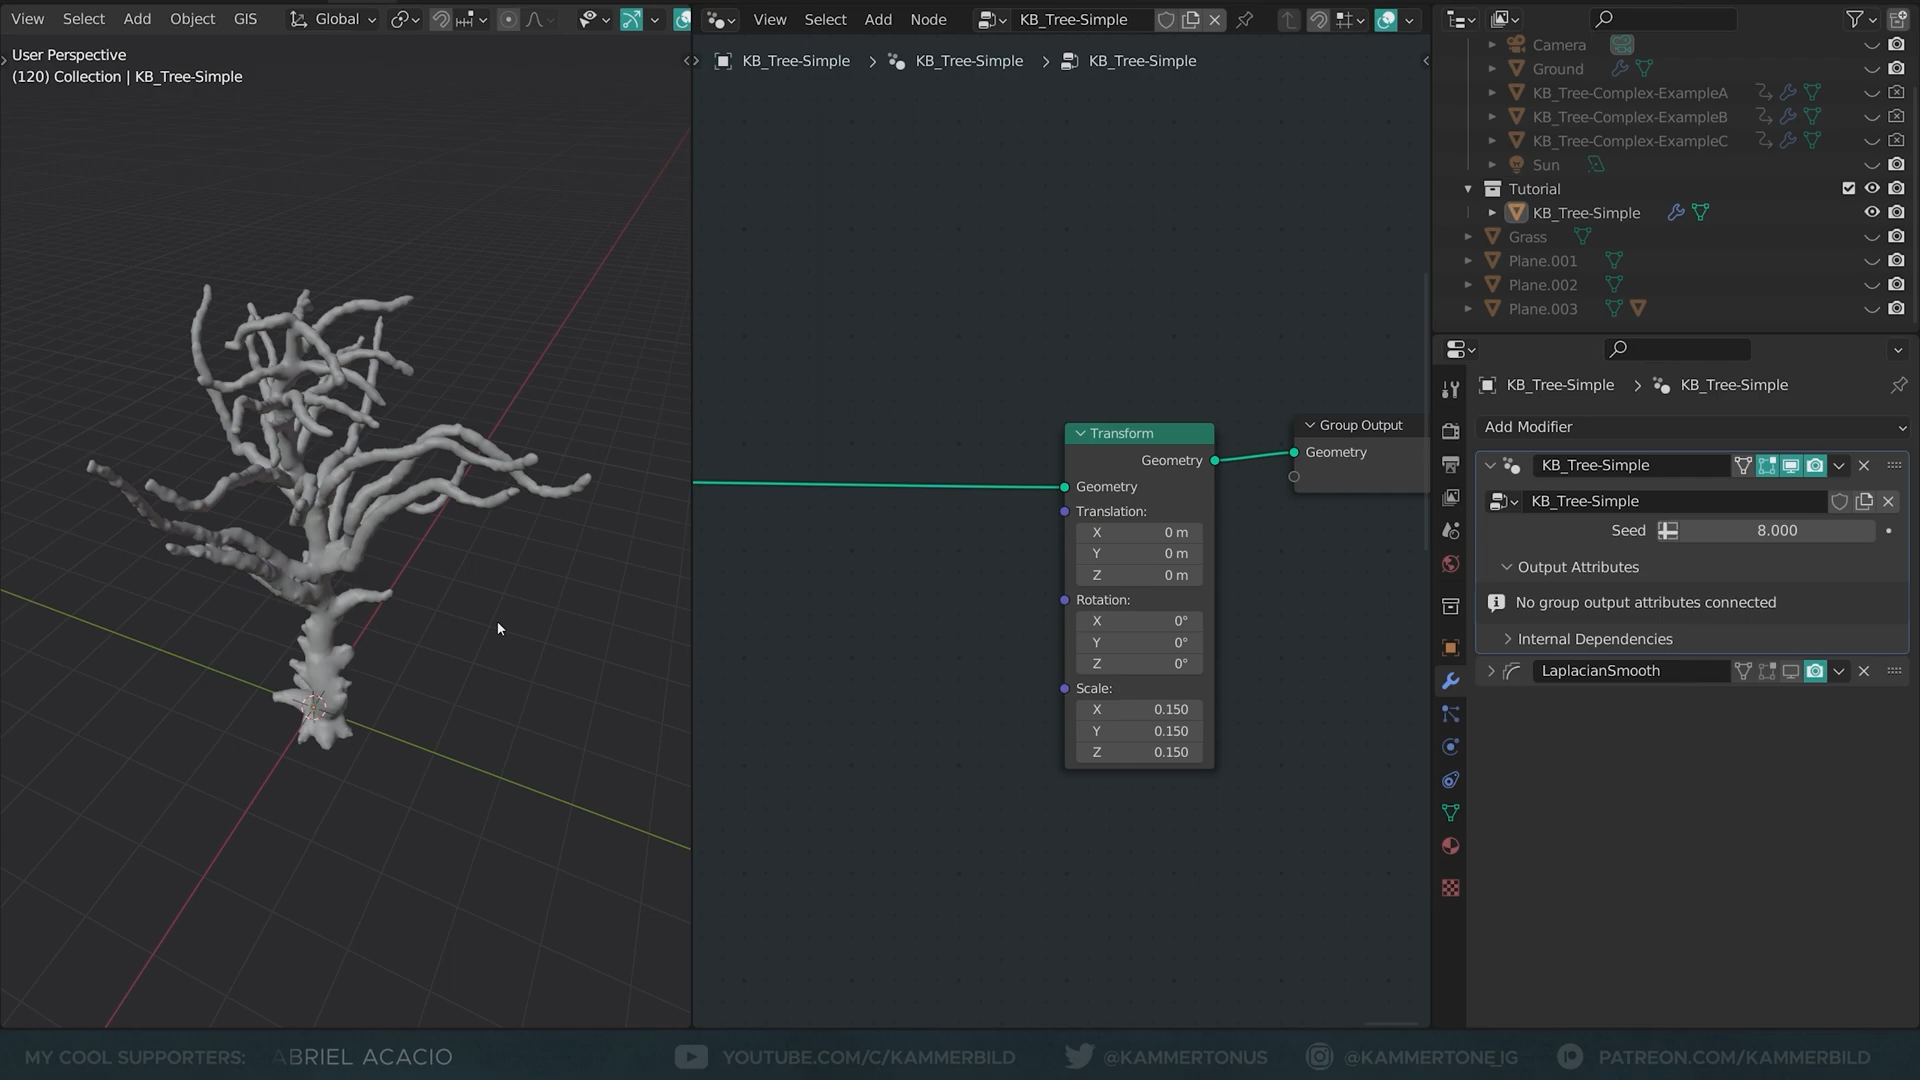 View Select Add Object GIS Global
User Perspective
(120) Collection | KB_Tree-Simple
View Select Add Node KB_Tree-Simple
KB_Tree-Simple > KB_Tree-Simple > KB_Tree-Simple
Transform
Geometry
Geometry
Translation:
X 0 m
Y 0 m
Z 0 m
Rotation:
X 0°
Y 0°
Z 0°
Scale:
X 0.150
Y 0.150
Z 0.150
Group Output
Geometry
Camera
Ground
KB_Tree-Complex-ExampleA
KB_Tree-Complex-ExampleB
KB_Tree-Complex-ExampleC
Sun
Tutorial
KB_Tree-Simple
Grass
Plane.001
Plane.002
Plane.003
KB_Tree-Simple > KB_Tree-Simple
Add Modifier
KB_Tree-Simple
KB_Tree-Simple
Seed 8.000
Output Attributes
No group output attributes connected
Internal Dependencies
LaplacianSmooth
MY COOL SUPPORTERS: ABRIEL ACACIO YOUTUBE.COM/C/KAMMERBILD @KAMMERTONUS @KAMMERTONE_IG PATREON.COM/KAMMERBILD